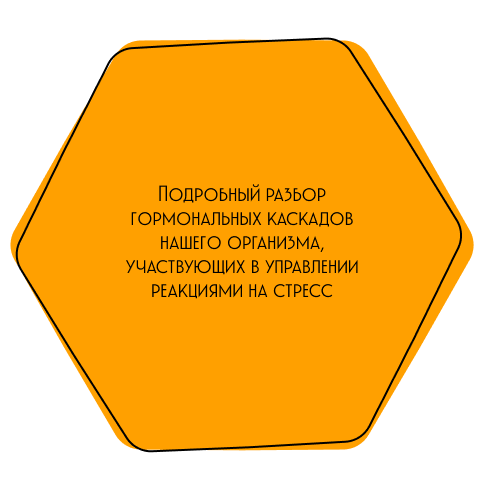 Подробный разбор
гормональных каскадов
нашего организма,
участвующих в управлении
реакциями на стресс